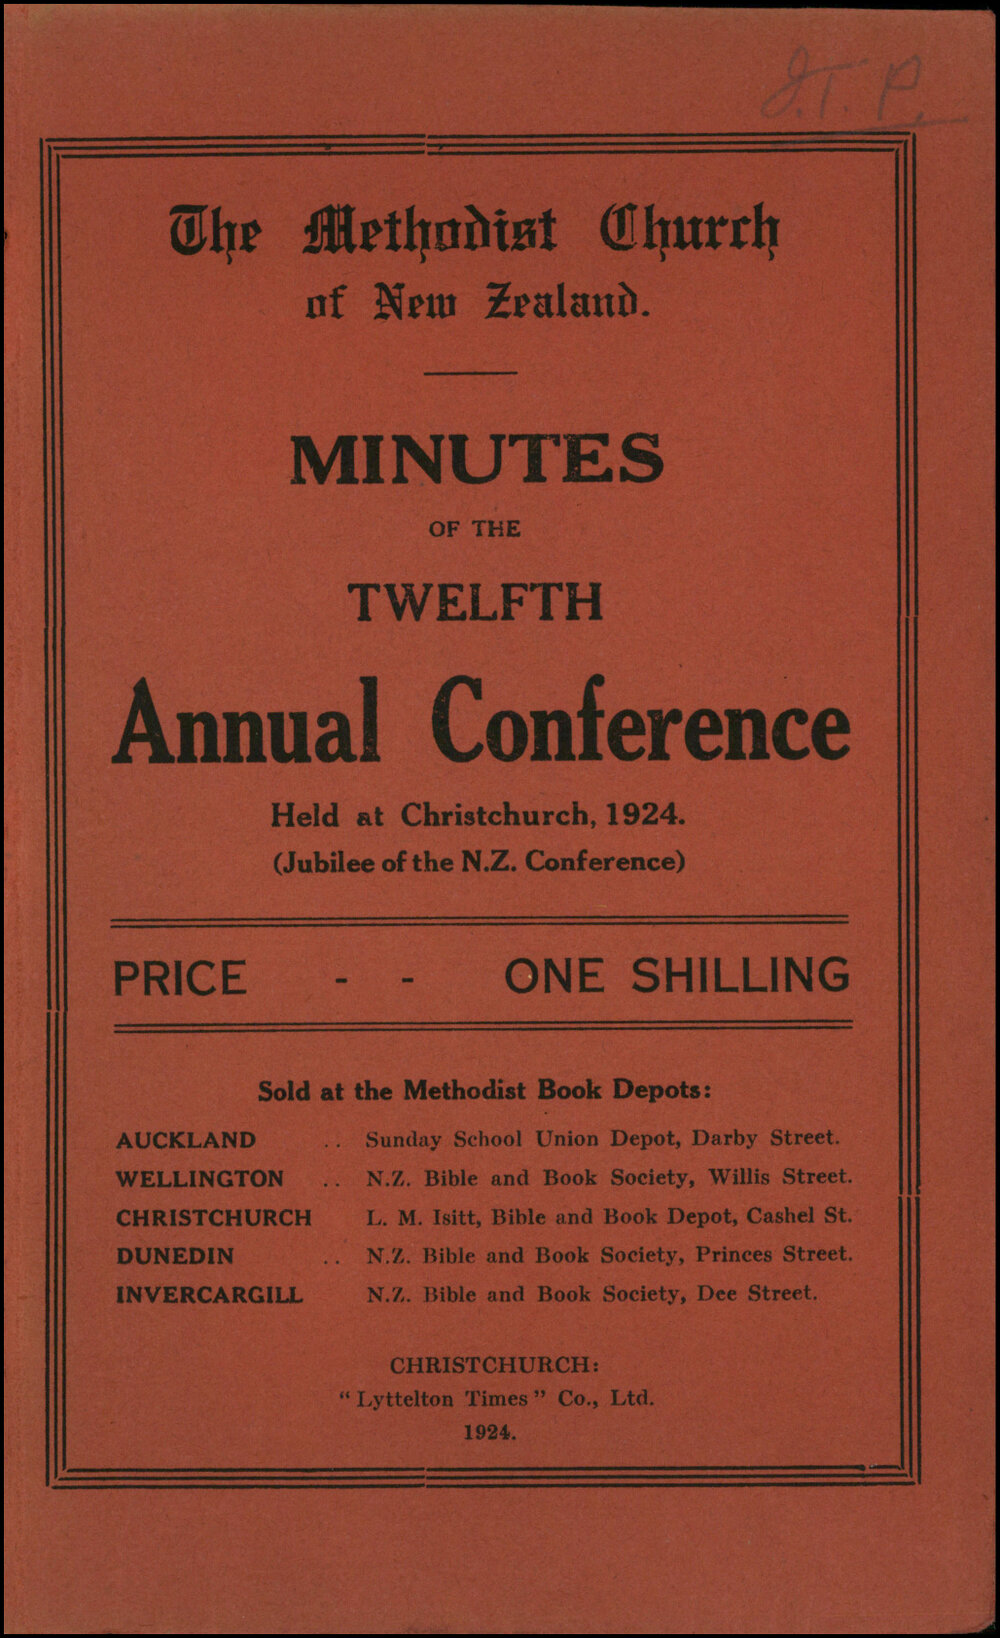 J.T.P.
The Methodist Church
of New Zealand.
MINUTES
OF THE
TWELFTH
Annual Conference
Held at Christchurch, 1924.
(Jubilee of the N.Z. Conference)
PRICE - - ONE SHILLING
Sold at the Methodist Book Depots:
AUCKLAND .. Sunday School Union Depot, Darby Street.
WELLINGTON .. N.Z. Bible and Book Society, Willis Street.
CHRISTCHURCH L. M. Isitt, Bible and Book Depot, Cashel St.
DUNEDIN .. N.Z. Bible and Book Society, Princes Street.
INVERCARGILL N.Z. Bible and Book Society, Dee Street.
CHRISTCHURCH:
“Lyttelton Times” Co., Ltd.
1924.